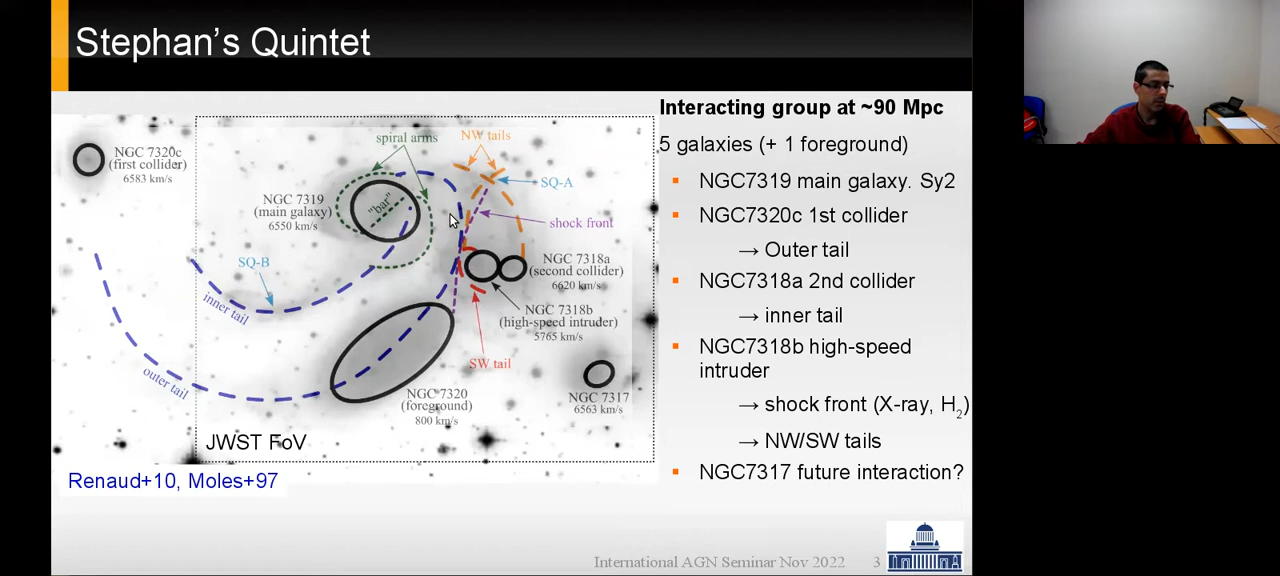 Stephan's Quintet
NGC 7320c
(first collider)
6583 km/s
spiral arms
NW tails
NGC 7319
(main galaxy)
6550 km/s
"bar"
SQ-A
shock front
SQ-B
NGC 7318a
(second collider)
6620 km/s
inner tail
NGC 7318b
(high-speed intruder)
5765 km/s
SW tail
outer tail
NGC 7320
(foreground)
800 km/s
NGC 7317
6563 km/s
JWST FoV
Renaud+10, Moles+97
Interacting group at ~90 Mpc
5 galaxies (+ 1 foreground)
▪ NGC7319 main galaxy. Sy2
▪ NGC7320c 1st collider
→ Outer tail
▪ NGC7318a 2nd collider
→ inner tail
▪ NGC7318b high-speed
intruder
→ shock front (X-ray, H₂)
→ NW/SW tails
▪ NGC7317 future interaction?
International AGN Seminar Nov 2022 3